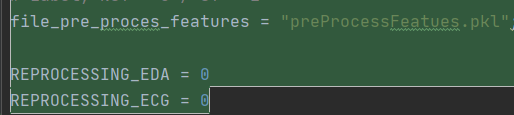 file_pre_proces_features = "preProcessFeatues.pkl"
REPROCESSING_EDA = 0
REPROCESSING_ECG = 0